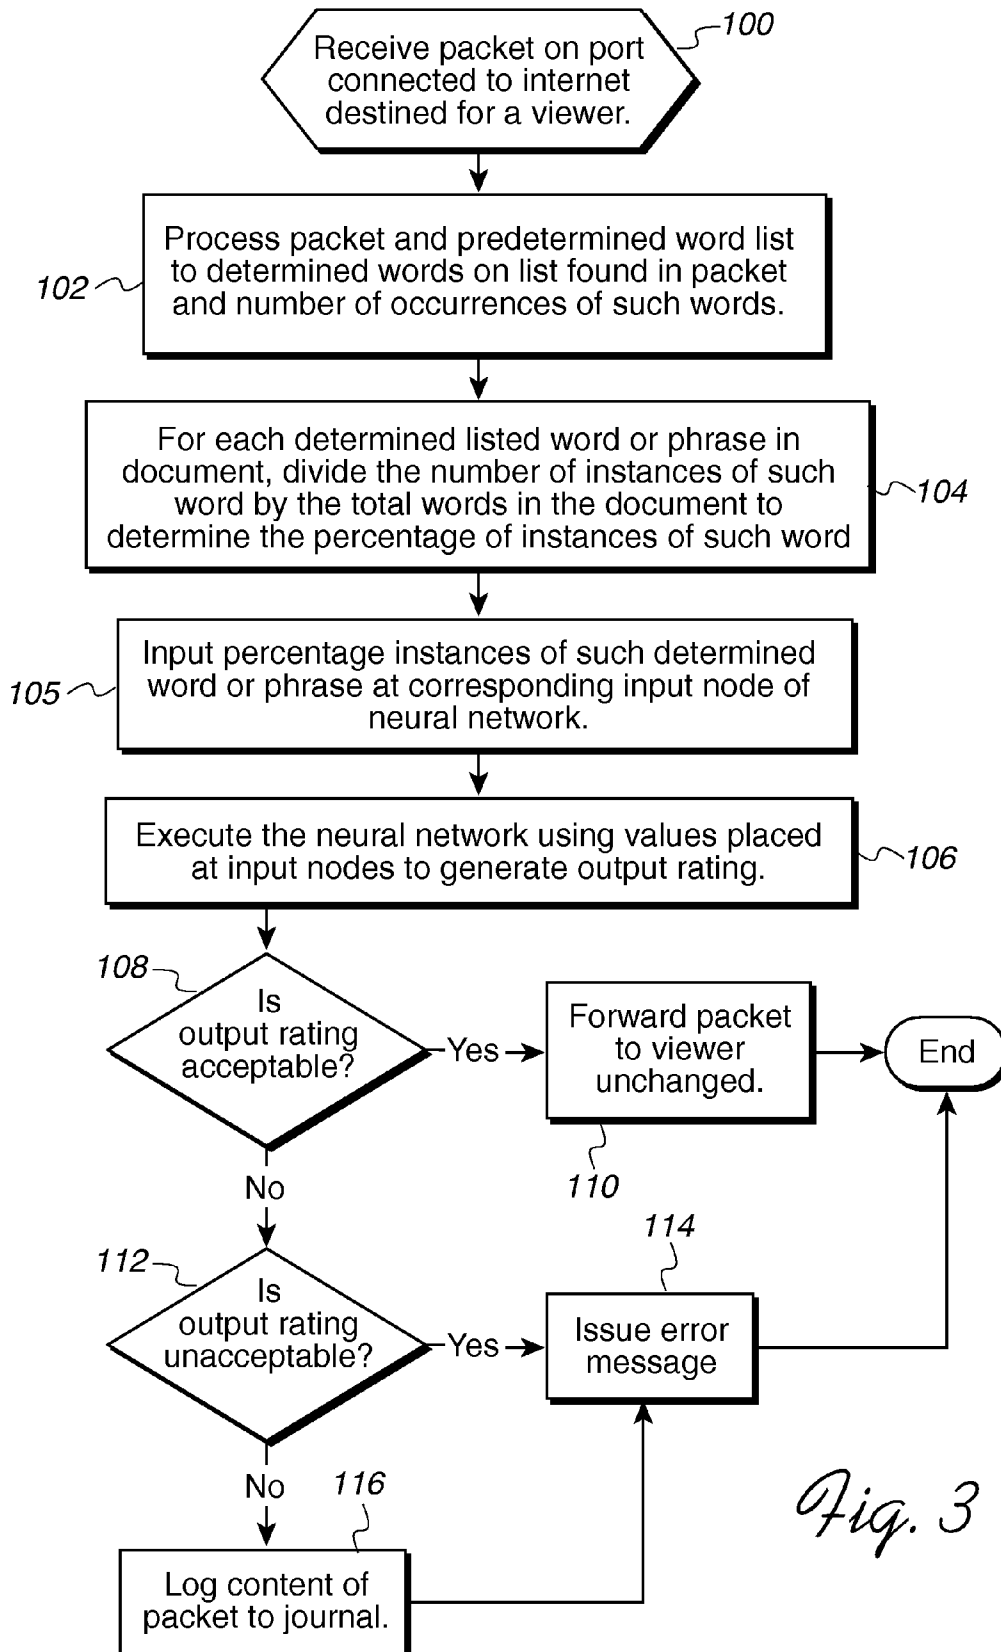 Receive packet on port
connected to internet
destined for a viewer.
100
Process packet and predetermined word list
to determined words on list found in packet
and number of occurrences of such words.
102
For each determined listed word or phrase in
document, divide the number of instances of such
word by the total words in the document to
determine the percentage of instances of such word
104
Input percentage instances of such determined
word or phrase at corresponding input node of
neural network.
105
Execute the neural network using values placed
at input nodes to generate output rating.
106
108
Is
output rating
acceptable?
Yes
Forward packet
to viewer
unchanged.
110
End
No
112
Is
output rating
unacceptable?
Yes
114
Issue error
message
No
116
Log content of
packet to journal.
Fig. 3